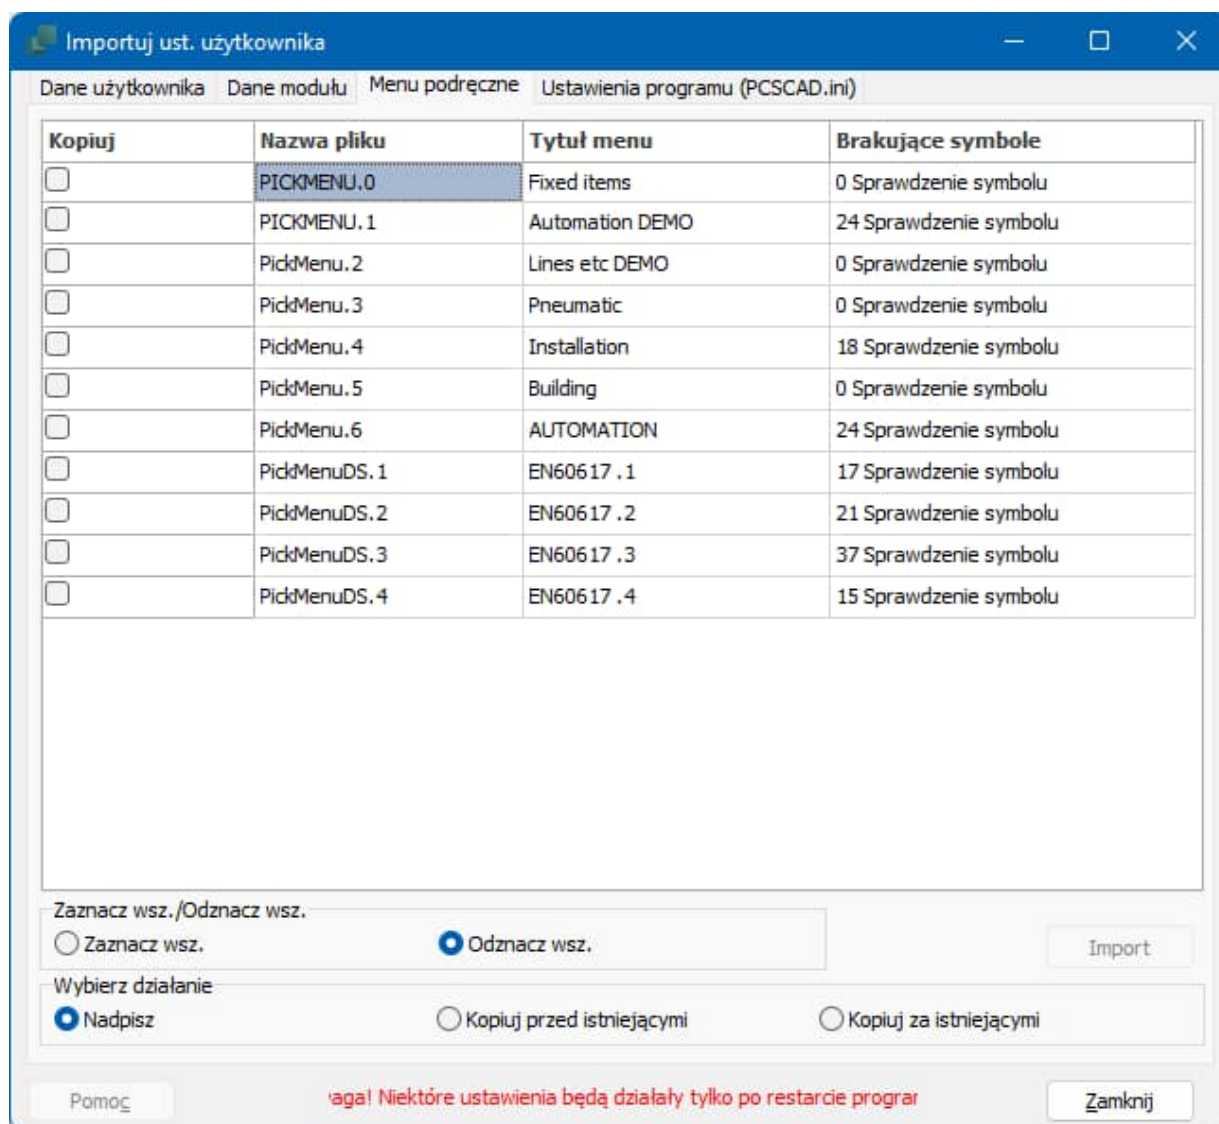 Importuj ust. użytkownika
Dane użytkownika Dane modułu Menu podręczne Ustawienia programu (PCSCAD.ini)
Kopiuj Nazwa pliku Tytuł menu Brakujące symbole
PICKMENU.0 Fixed items 0 Sprawdzenie symbolu
PICKMENU.1 Automation DEMO 24 Sprawdzenie symbolu
PickMenu.2 Lines etc DEMO 0 Sprawdzenie symbolu
PickMenu.3 Pneumatic 0 Sprawdzenie symbolu
PickMenu.4 Installation 18 Sprawdzenie symbolu
PickMenu.5 Building 0 Sprawdzenie symbolu
PickMenu.6 AUTOMATION 24 Sprawdzenie symbolu
PickMenuDS.1 EN60617 .1 17 Sprawdzenie symbolu
PickMenuDS.2 EN60617 .2 21 Sprawdzenie symbolu
PickMenuDS.3 EN60617 .3 37 Sprawdzenie symbolu
PickMenuDS.4 EN60617 .4 15 Sprawdzenie symbolu
Zaznacz wsz./Odznacz wsz.
Zaznacz wsz. Odznacz wsz. Import
Wybierz działanie
Nadpisz Kopiuj przed istniejącymi Kopiuj za istniejącymi
Pomoc aga! Niektóre ustawienia będą działały tylko po restarcie progran Zamknij